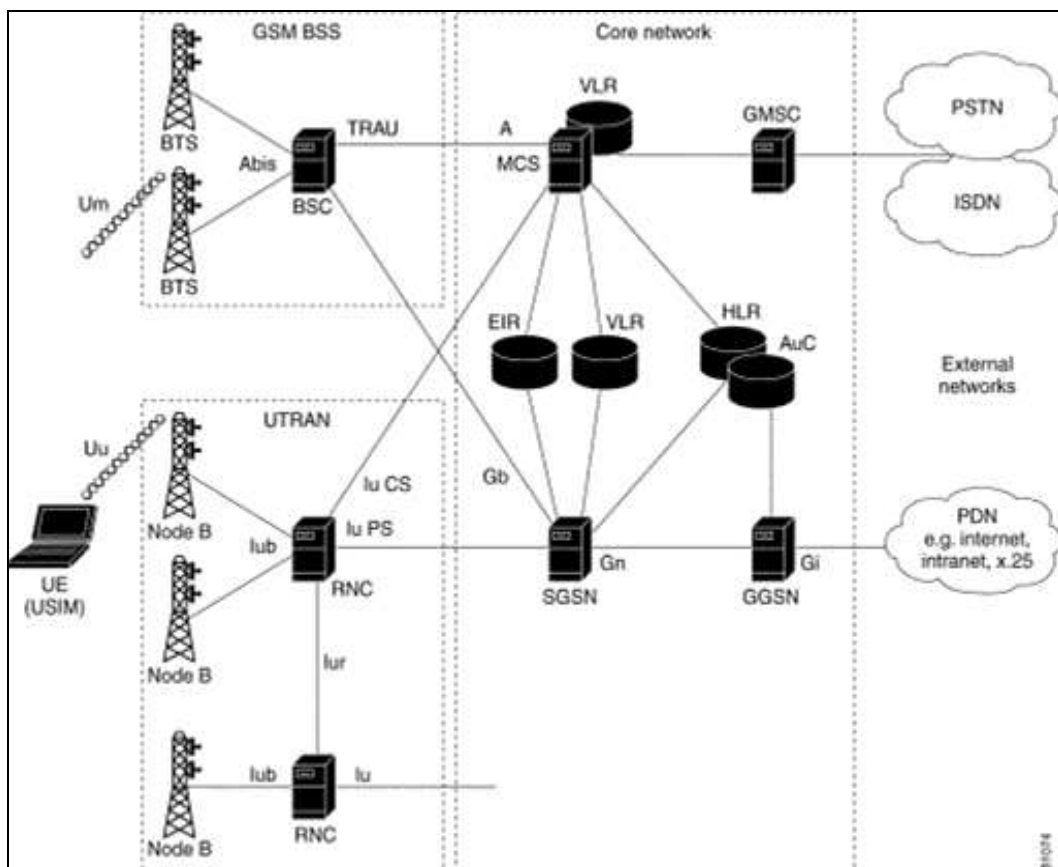 GSM BSS
Core network
BTS
Um
BTS
Abis
BSC
TRAU
A
VLR
MCS
GMSC
PSTN
ISDN
EIR
VLR
HLR
AuC
External
networks
UTRAN
Uu
UE
(USIM)
Node B
Node B
Iub
RNC
Iu CS
Iu PS
Gb
SGSN
Gn
GGSN
Gi
PDN
e.g. internet,
intranet, x.25
Iur
Node B
Iub
RNC
Iu